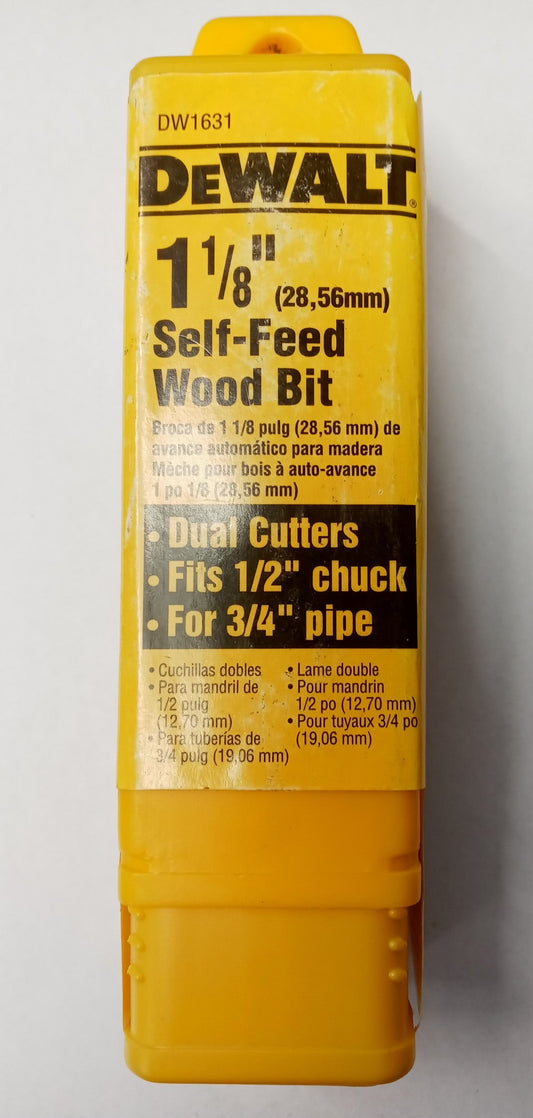 DW1631
DEWALT®
1 1/8" (28,56mm)
Self-Feed
Wood Bit
Broca de 1 1/8 pulg (28,56 mm) de
avance automático para madera
Mèche pour bois à auto-avance
1 po 1/8 (28,56 mm)
• Dual Cutters
• Fits 1/2" chuck
• For 3/4" pipe
• Cuchillas dobles
• Para mandril de
1/2 pulg
(12,70 mm)
• Para tuberías de
3/4 pulg (19,06 mm)
• Lame double
• Pour mandrin
1/2 po (12,70 mm)
• Pour tuyaux 3/4 po
(19,06 mm)